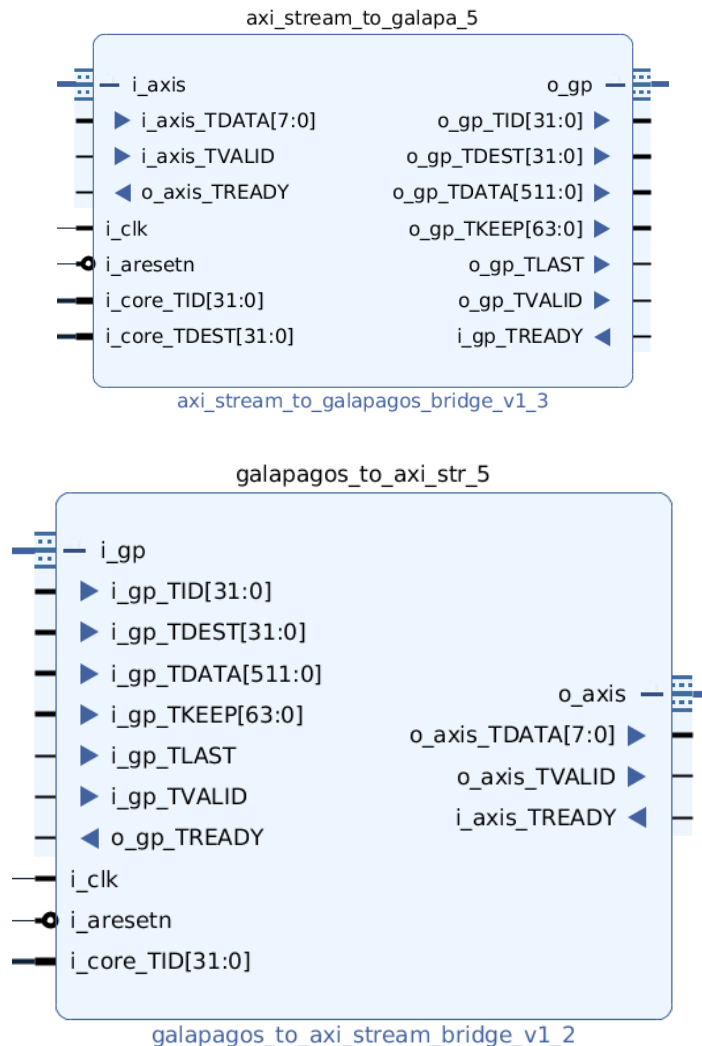 axi_stream_to_galapa_5
i_axis
i_axis_TDATA[7:0]
i_axis_TVALID
o_axis_TREADY
i_clk
i_aresetn
i_core_TID[31:0]
i_core_TDEST[31:0]
o_gp
o_gp_TID[31:0]
o_gp_TDEST[31:0]
o_gp_TDATA[511:0]
o_gp_TKEEP[63:0]
o_gp_TLAST
o_gp_TVALID
i_gp_TREADY
axi_stream_to_galapagos_bridge_v1_3
galapagos_to_axi_str_5
i_gp
i_gp_TID[31:0]
i_gp_TDEST[31:0]
i_gp_TDATA[511:0]
i_gp_TKEEP[63:0]
i_gp_TLAST
i_gp_TVALID
o_gp_TREADY
i_clk
i_aresetn
i_core_TID[31:0]
o_axis
o_axis_TDATA[7:0]
o_axis_TVALID
i_axis_TREADY
galapagos_to_axi_stream_bridge_v1_2